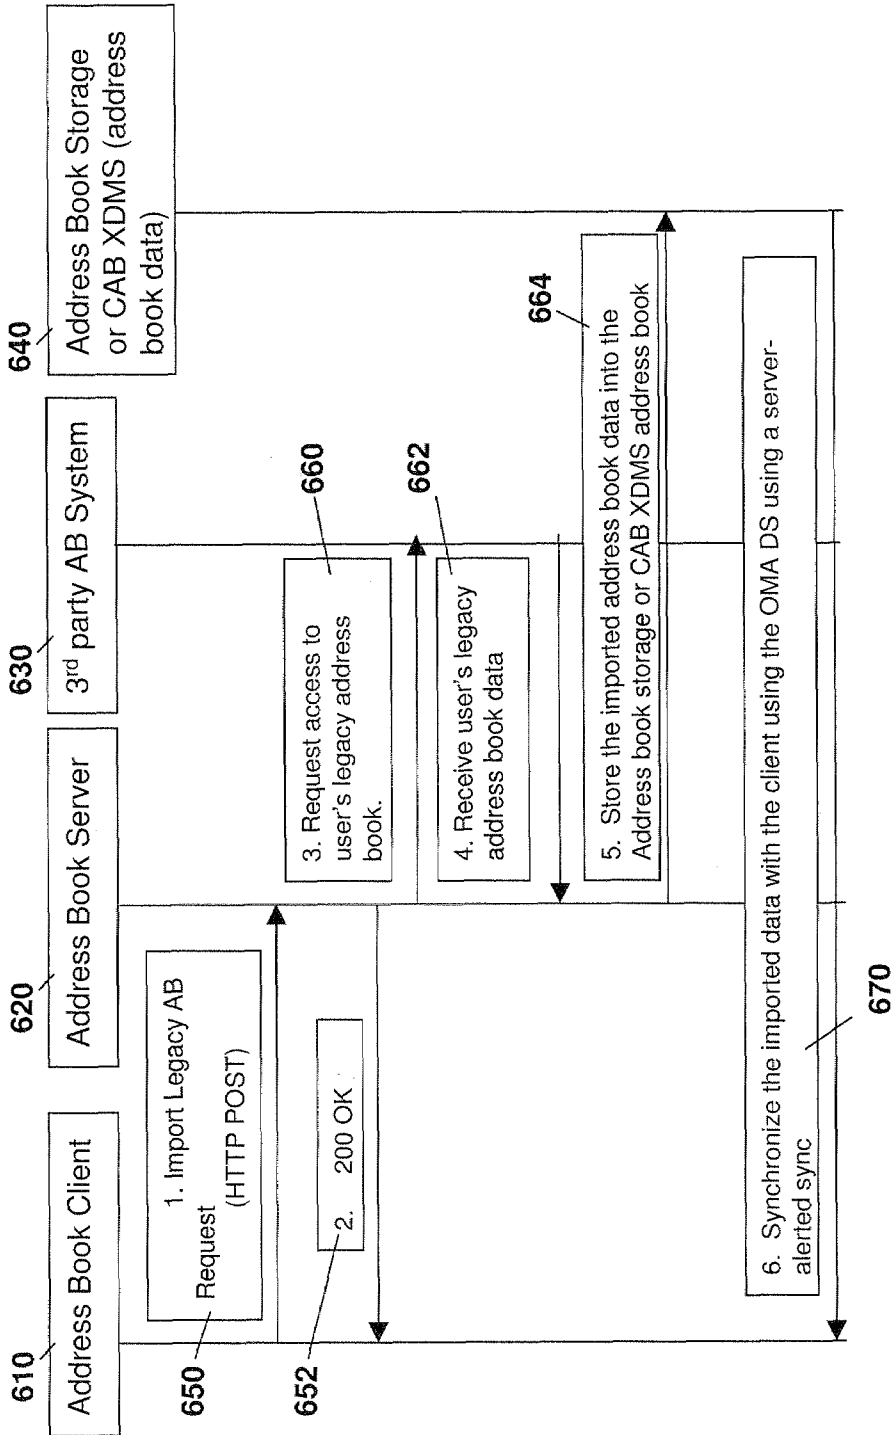 610
Address Book Client
620
Address Book Server
630
3rd party AB System
640
Address Book Storage
or CAB XDMS (address
book data)
650
1. Import Legacy AB
Request
(HTTP POST)
652
2. 200 OK
660
3. Request access to
user's legacy address
book.
662
4. Receive user's legacy
address book data
664
5. Store the imported address book data into the
Address book storage or CAB XDMS address book
6. Synchronize the imported data with the client using the OMA DS using a server-
alerted sync
670